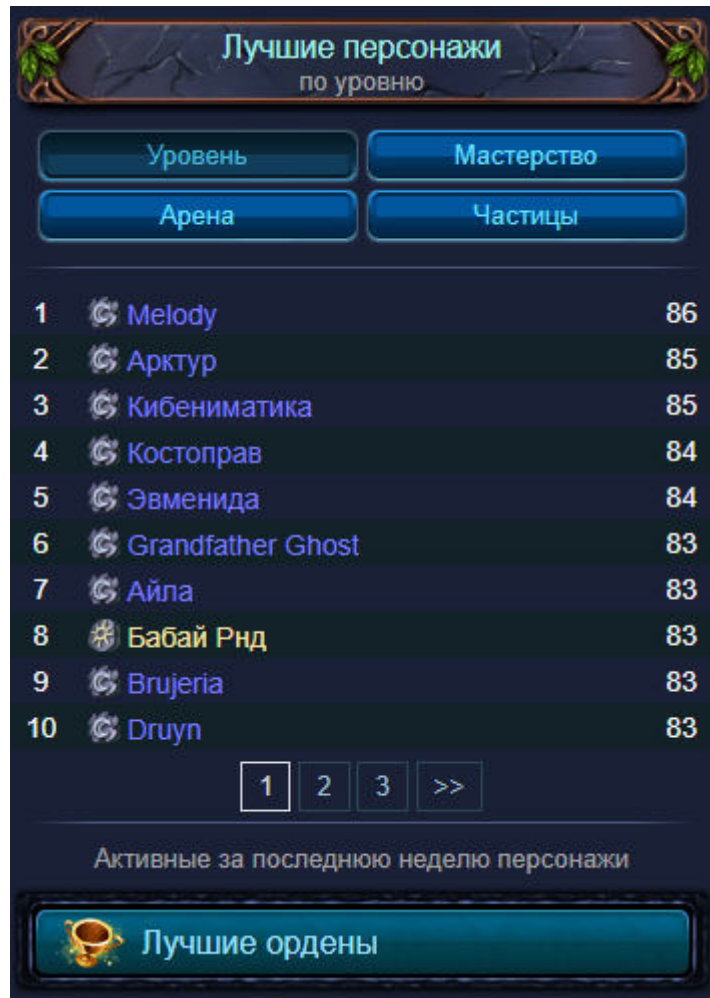 Лучшие персонажи
по уровню
Уровень Мастерство
Арена Частицы
1 Melody 86
2 Арктур 85
3 Кибениматика 85
4 Костоправ 84
5 Эвменида 84
6 Grandfather Ghost 83
7 Айла 83
8 Бабай Рнд 83
9 Brujeria 83
10 Druyn 83
1 2 3 >>
Активные за последнюю неделю персонажи
Лучшие ордены